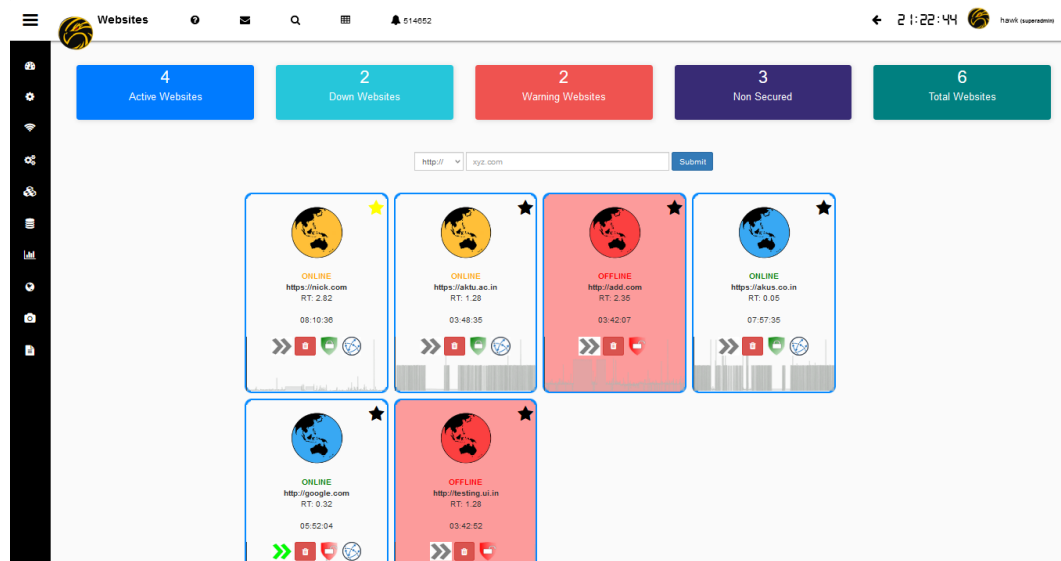 Websites
514652
21:22:44
hawk (superadmin)
4
Active Websites
2
Down Websites
2
Warning Websites
3
Non Secured
6
Total Websites
http://
xyz.com
Submit
ONLINE
https://nick.com
RT: 2.82
08:10:36
ONLINE
https://aktu.ac.in
RT: 1.28
03:48:35
OFFLINE
http://add.com
RT: 2.35
03:42:07
ONLINE
https://akus.co.in
RT: 0.05
07:57:35
ONLINE
http://google.com
RT: 0.32
05:52:04
OFFLINE
http://testing.ui.in
RT: 1.28
03:42:52